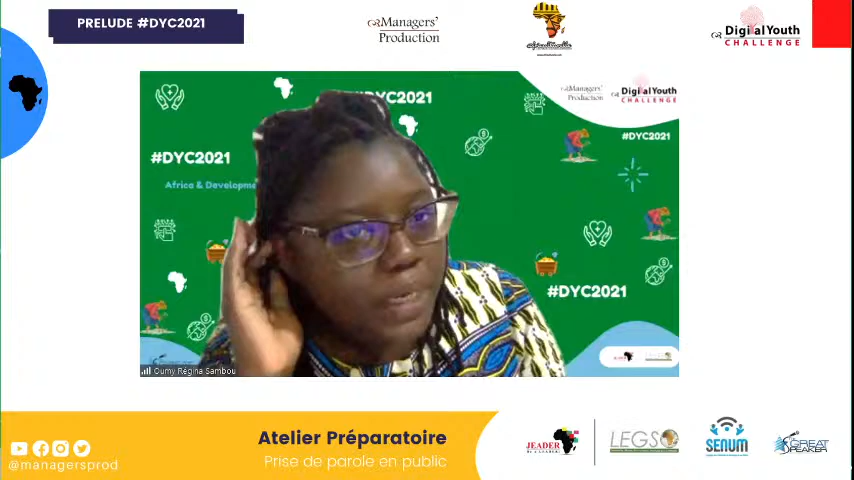 PRELUDE #DYC2021
Managers'
Production
Digital Youth
CHALLENGE
#DYC2021
Managers'
Production
Digital Youth
CHALLENGE
#DYC2021
#DYC2021
Africa & Developme
#DYC2021
Oumy Régina Sambou
Atelier Préparatoire
Prise de parole en public
@managersprod
JEADER
LEGS
SENUM
GREAT
SPEAKER